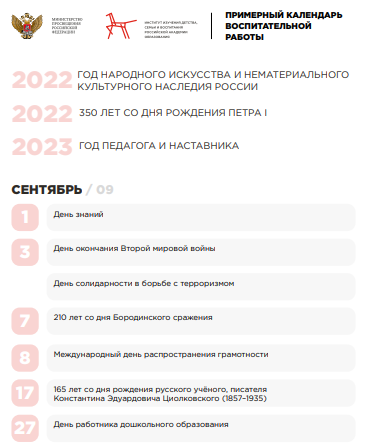 МИНИСТЕРСТВО
ПРОСВЕЩЕНИЯ
РОССИЙСКОЙ
ФЕДЕРАЦИИ
ИНСТИТУТ ИЗУЧЕНИЯ ДЕТСТВА,
СЕМЬИ И ВОСПИТАНИЯ
РОССИЙСКОЙ АКАДЕМИИ
ОБРАЗОВАНИЯ
ПРИМЕРНЫЙ КАЛЕНДАРЬ
ВОСПИТАТЕЛЬНОЙ
РАБОТЫ
2022 ГОД НАРОДНОГО ИСКУССТВА И НЕМАТЕРИАЛЬНОГО
КУЛЬТУРНОГО НАСЛЕДИЯ РОССИИ
2022 350 ЛЕТ СО ДНЯ РОЖДЕНИЯ ПЕТРА I
2023 ГОД ПЕДАГОГА И НАСТАВНИКА
СЕНТЯБРЬ / 09
1 День знаний
3 День окончания Второй мировой войны
День солидарности в борьбе с терроризмом
7 210 лет со дня Бородинского сражения
8 Международный день распространения грамотности
17 165 лет со дня рождения русского учёного, писателя
Константина Эдуардовича Циолковского (1857–1935)
27 День работника дошкольного образования